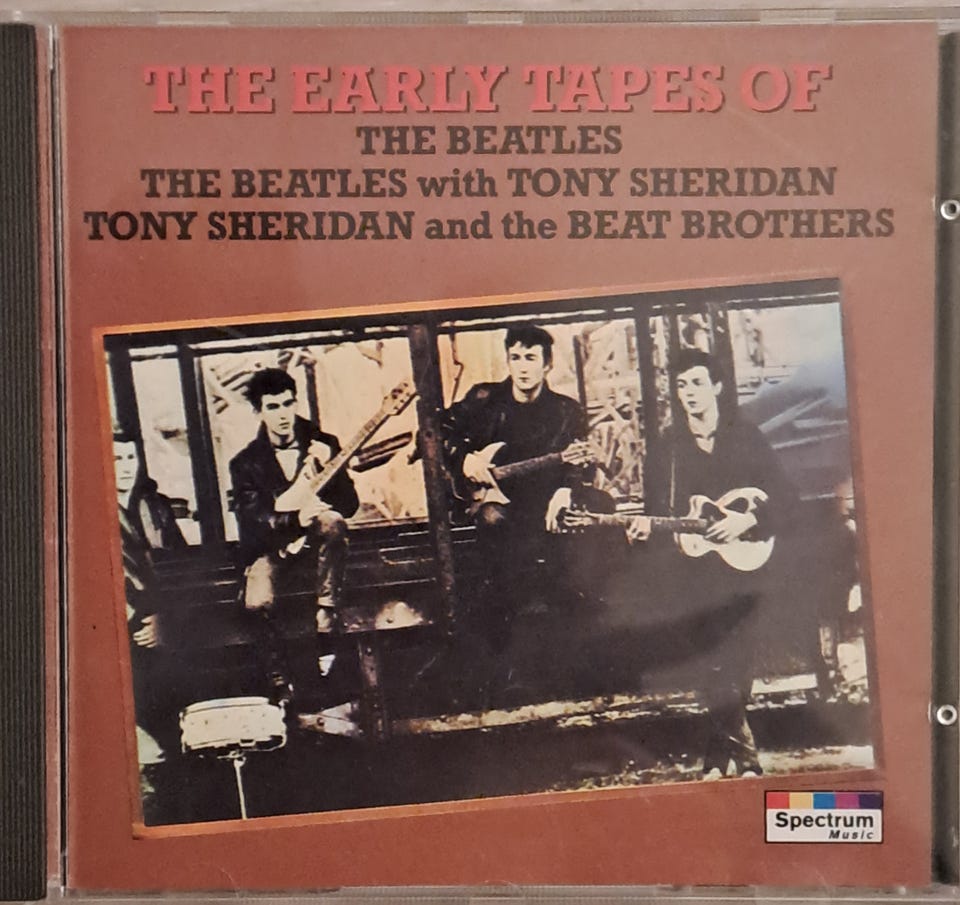 THE EARLY TAPES OF
THE BEATLES
THE BEATLES with TONY SHERIDAN
TONY SHERIDAN and the BEAT BROTHERS
Spectrum
Music